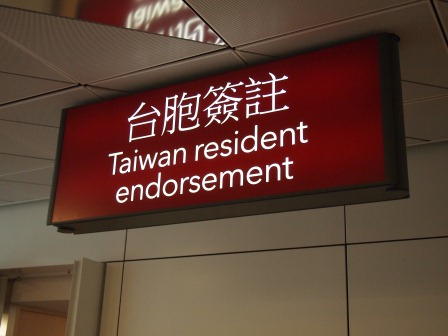 台胞簽註
Taiwan resident
endorsement